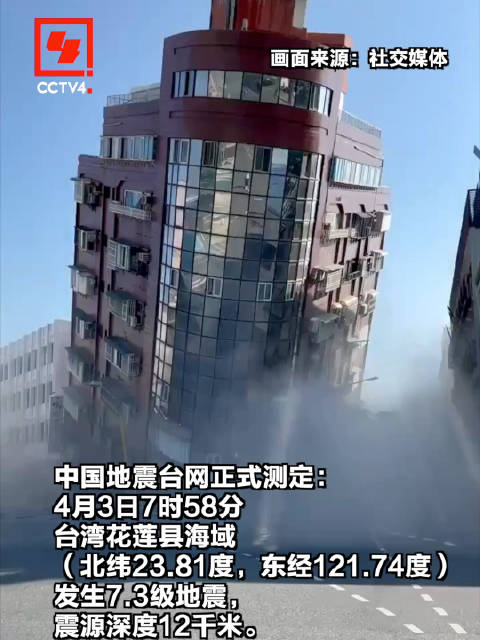 CCTV4
画面来源：社交媒体
中国地震台网正式测定：
4月3日7时58分
台湾花莲县海域
（北纬23.81度，东经121.74度）
发生7.3级地震，
震源深度12千米。